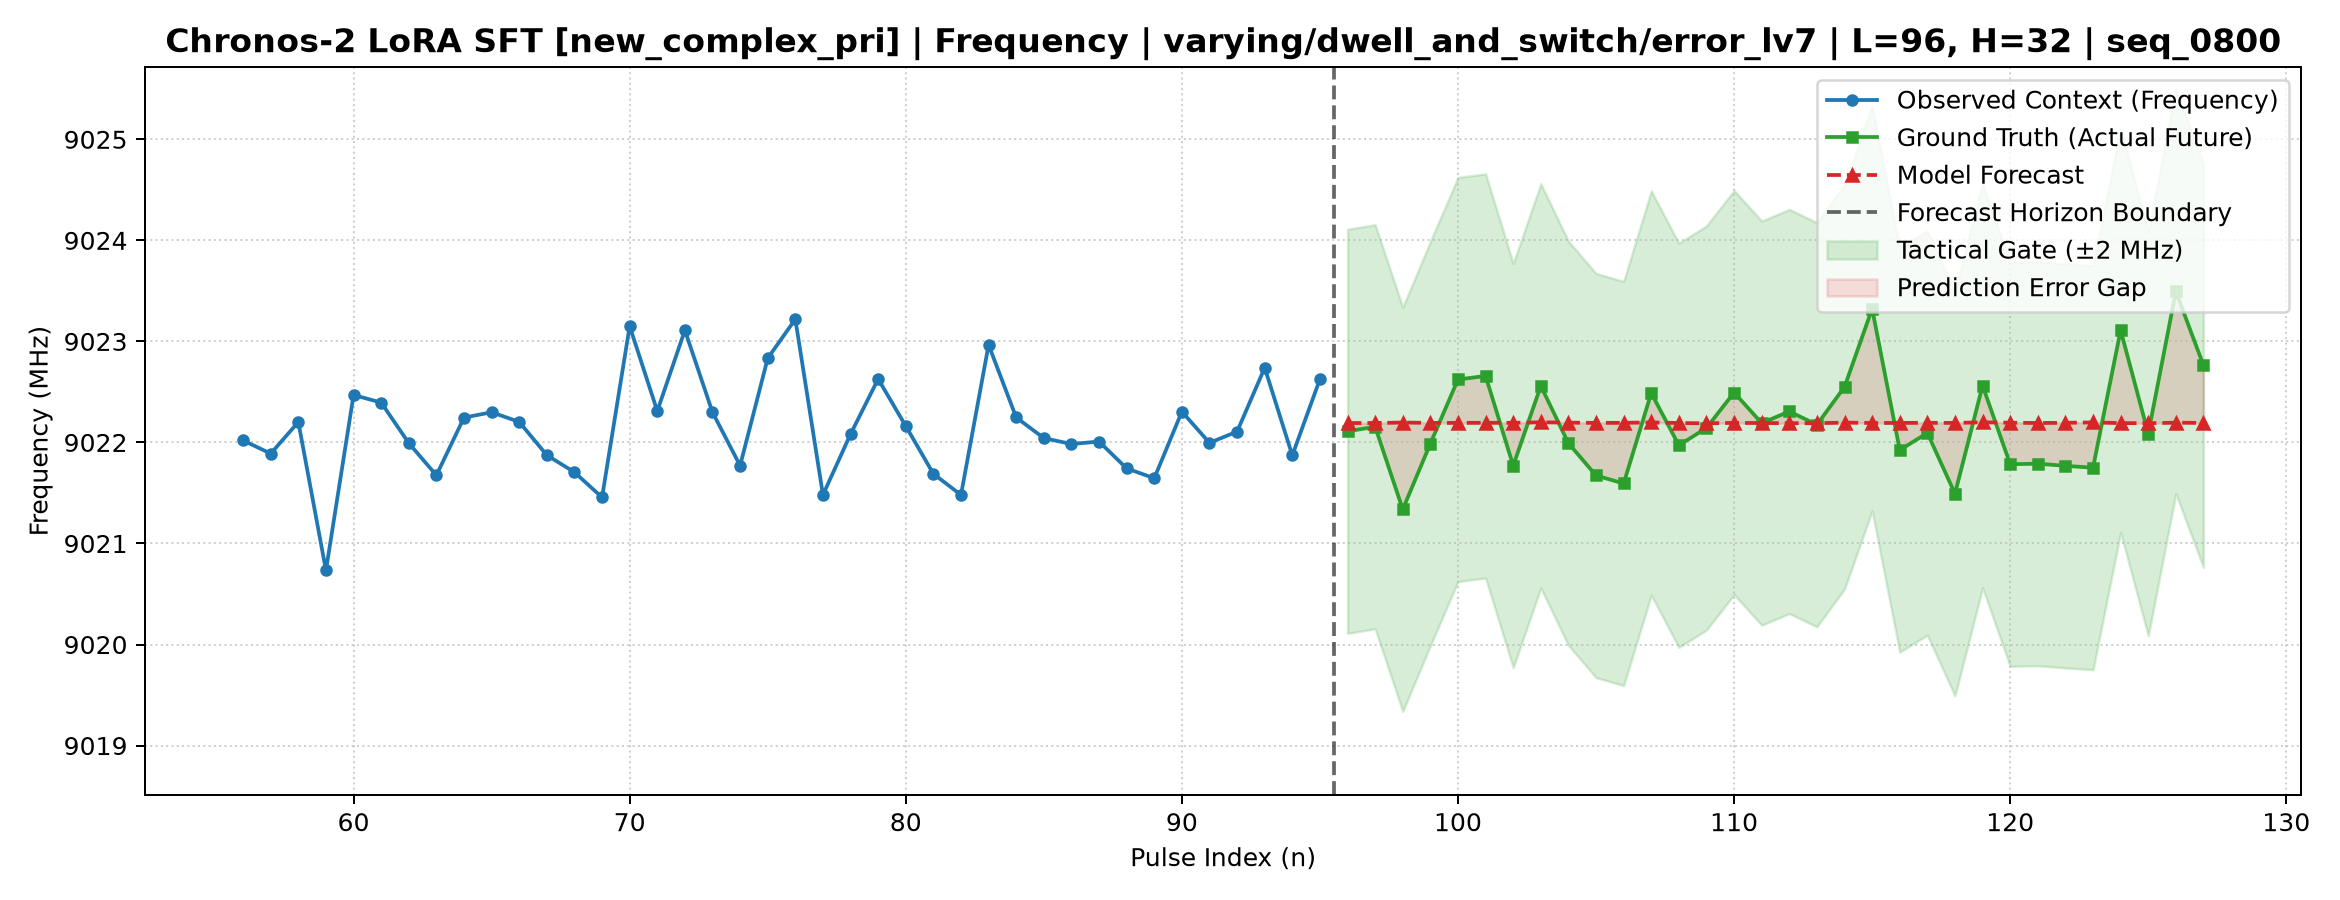 Chronos-2 LoRA SFT [new_complex_pri] | Frequency | varying/dwell_and_switch/error_lv7 | L=96, H=32 | seq_0800
Observed Context (Frequency)
Ground Truth (Actual Future)
Model Forecast
Forecast Horizon Boundary
Tactical Gate (±2 MHz)
Prediction Error Gap
Frequency (MHz)
9025
9024
9023
9022
9021
9020
9019
60 70 80 90 100 110 120 130
Pulse Index (n)